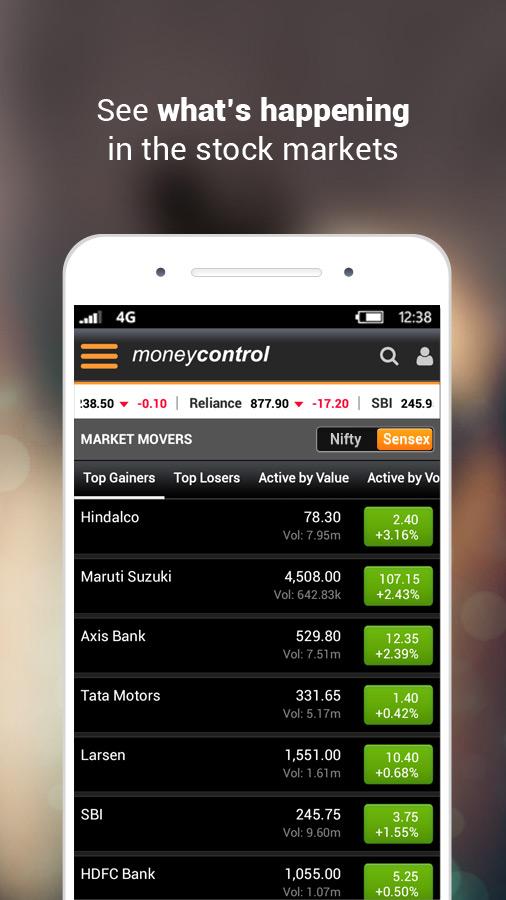 See what's happening
in the stock markets
4G 12:38
moneycontrol
:38.50 -0.10 | Reliance 877.90 -17.20 | SBI 245.9
MARKET MOVERS Nifty Sensex
Top Gainers Top Losers Active by Value Active by Vo
Hindalco 78.30 2.40
Vol: 7.95m +3.16%
Maruti Suzuki 4,508.00 107.15
Vol: 642.83k +2.43%
Axis Bank 529.80 12.35
Vol: 7.51m +2.39%
Tata Motors 331.65 1.40
Vol: 5.17m +0.42%
Larsen 1,551.00 10.40
Vol: 1.61m +0.68%
SBI 245.75 3.75
Vol: 9.60m +1.55%
HDFC Bank 1,055.00 5.25
Vol: 1.07m +0.50%